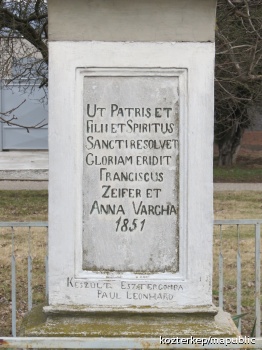 UT PATRIS ET
FILII ET SPIRITUS
SANCTI RESOLVET
GLORIAM ERIDIT
FRANCISCUS
ZEIFER ET
ANNA VARGHA
1851
KÉSZÜLT ESZTERGOMBA
PAUL LEONHARD
kozterkep/mapublic